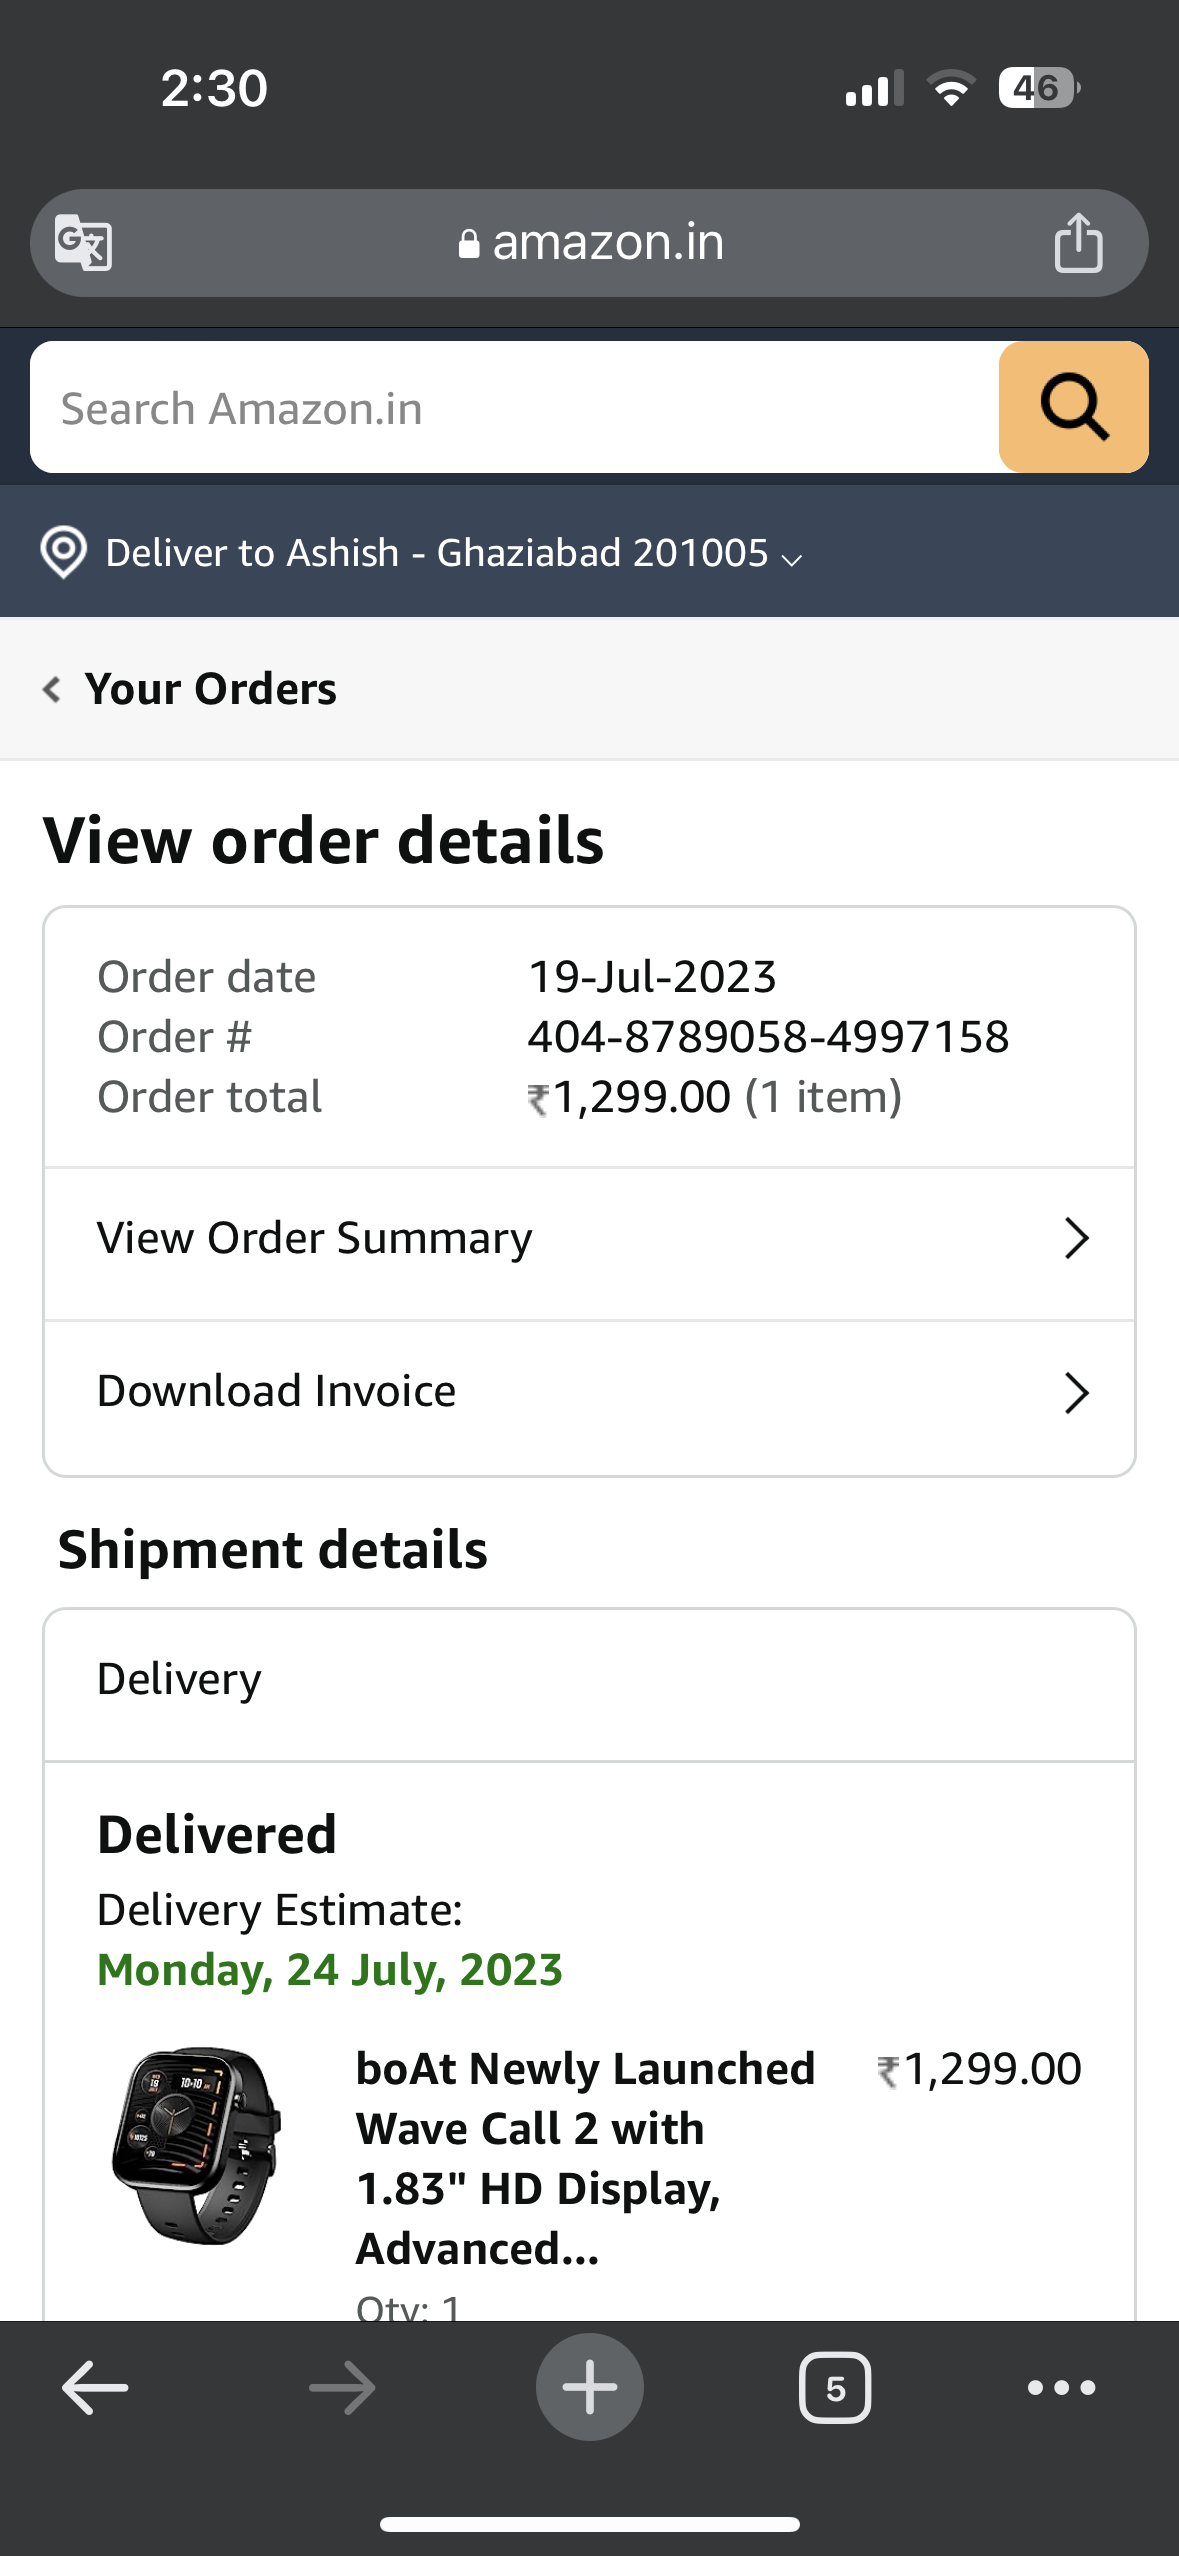 2:30
46
amazon.in
Search Amazon.in
Deliver to Ashish - Ghaziabad 201005
Your Orders
View order details
Order date 19-Jul-2023
Order # 404-8789058-4997158
Order total ₹1,299.00 (1 item)
View Order Summary
Download Invoice
Shipment details
Delivery
Delivered
Delivery Estimate:
Monday, 24 July, 2023
10:10
boAt Newly Launched ₹1,299.00
Wave Call 2 with
1.83" HD Display,
Advanced...
Qty: 1
5